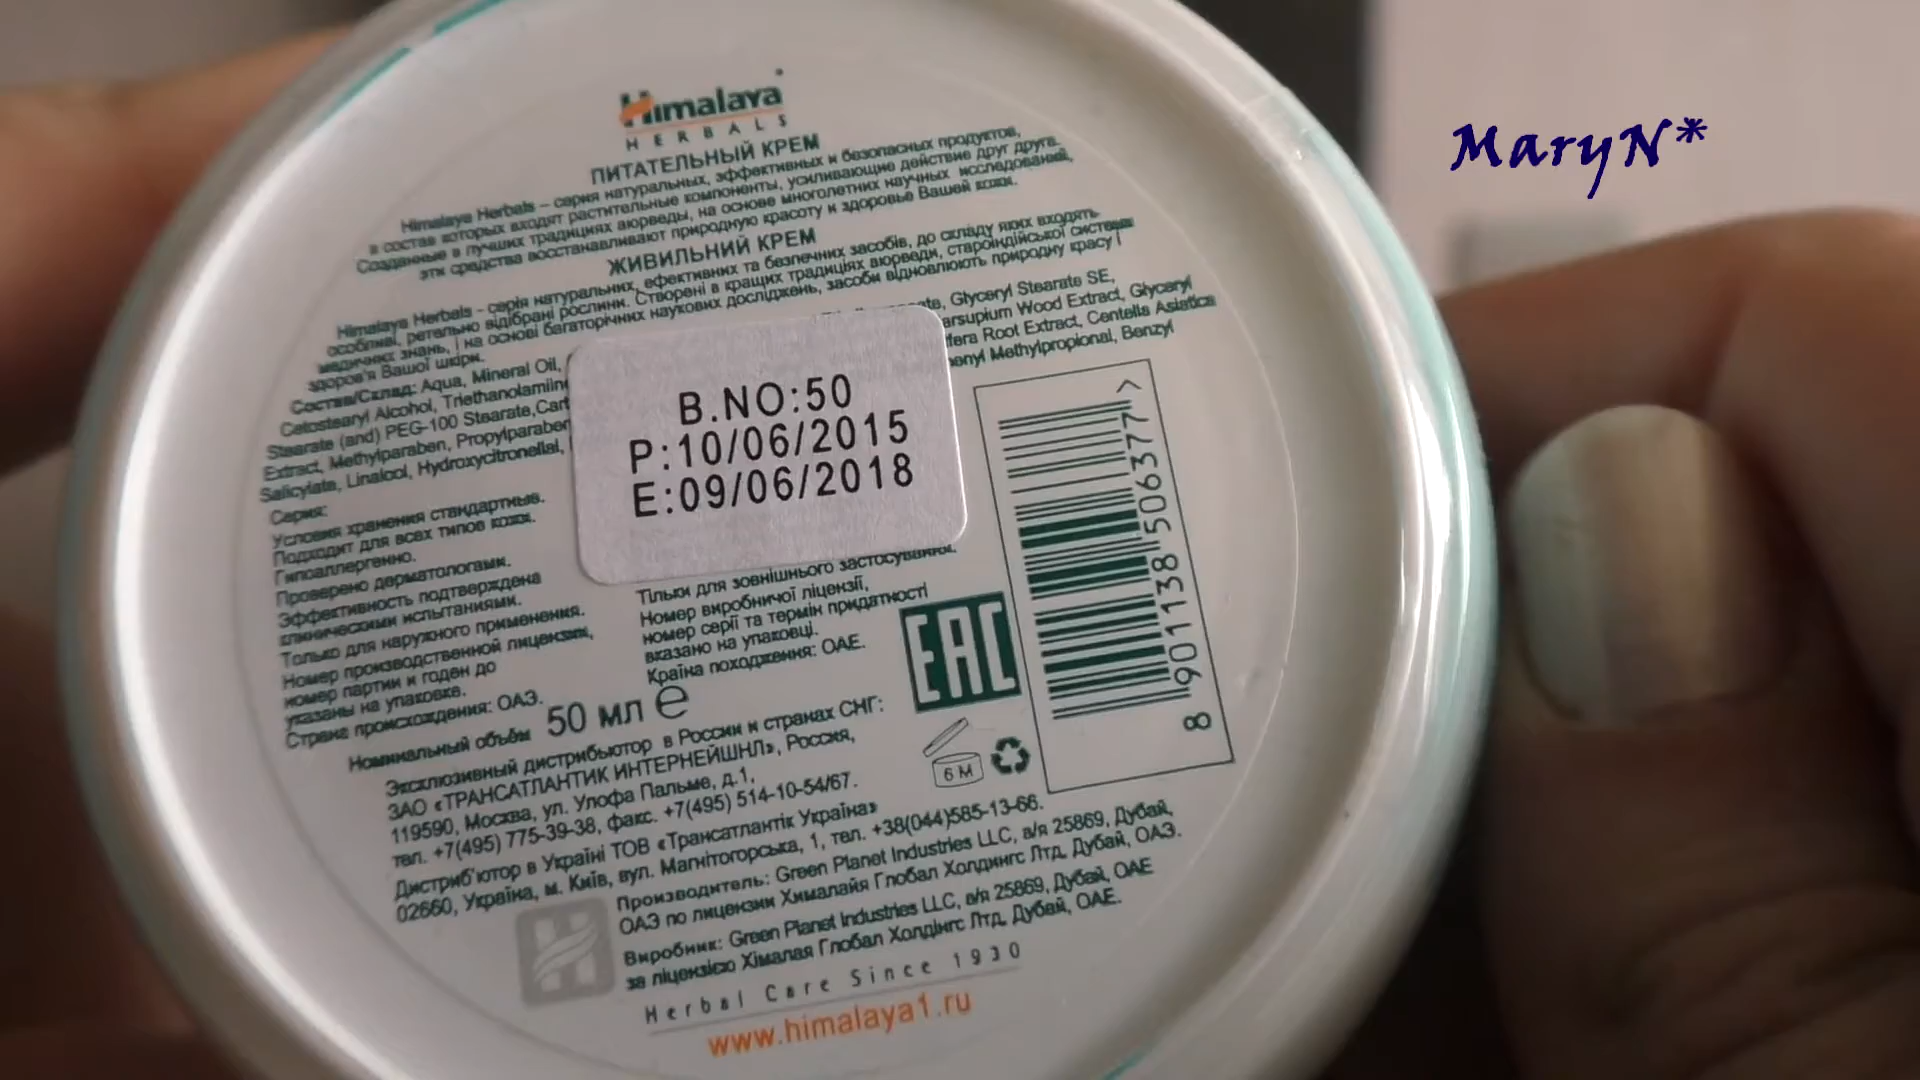 MaryN*
Himalaya
HERBALS
ПИТАТЕЛЬНЫЙ КРЕМ
Himalaya Herbals – серия натуральных, эффективных и безопасных продуктов,
в состав которых входят растительные компоненты, усиливающие действие друг друга.
Созданные в лучших традициях аюрведы, на основе многолетних научных исследований,
эти средства восстанавливают природную красоту и здоровье Вашей кожи.
ЖИВИЛЬНИЙ КРЕМ
Himalaya Herbals - серія натуральних, ефективних та безпечних засобів, до складу яких входять
особливі, ретельно відібрані рослини. Створені в кращих традиціях аюрведи, староіндійської системи
медичних знань, і на основі багаторічних наукових досліджень, засоби відновлюють природну красу і
здоров'я Вашої шкіри.
Состав/Склад: Aqua, Mineral Oil, Glyceryl Stearate SE,
Cetostearyl Alcohol, Wood Extract, Glyceryl
Stearate (and) PEG-100 Stearate, Root Extract, Centella Asiatica
Extract, Methylparaben, Methylpropional, Benzyl
Salicylate, Linalool, Hydroxycitronellal,
B.NO:50
P:10/06/2015
E:09/06/2018
Серия:
Условия хранения стандартные.
Подходит для всех типов кожи.
Гипоаллергенно.
Проверено дерматологами.
Эффективность подтверждена
клиническими испытаниями.
Только для наружного применения.
Номер производственной лицензии,
номер партии и годен до
указаны на упаковке.
Страна происхождения: ОАЭ.
Тільки для зовнішнього застосування.
Номер виробничої ліцензії,
номер серії та термін придатності
вказано на упаковці.
Країна походження: ОАЕ.
EAC
8 901138 506377 >
6 M
Номинальный объём 50 мл e
Эксклюзивный дистрибьютор в России и странах СНГ:
ЗАО «ТРАНСАТЛАНТИК ИНТЕРНЕЙШНЛ», Россия,
119590, Москва, ул. Улофа Пальме, д.1,
тел. +7(495) 775-39-38, факс. +7(495) 514-10-54/67.
Дистриб'ютор в Україні ТОВ «Трансатлантік Україна»
02660, Україна, м. Київ, вул. Магнітогорська, 1, тел. +38(044)585-13-66.
Производитель: Green Planet Industries LLC, а/я 25869, Дубай,
ОАЭ по лицензии Хималайя Глобал Холдингс Лтд, Дубай, ОАЭ.
Виробник: Green Planet Industries LLC, а/я 25869, Дубай, ОАЕ
за ліцензією Хімалая Глобал Холдінгс Лтд, Дубай, ОАЕ.
Herbal Care Since 1930
www.himalaya1.ru